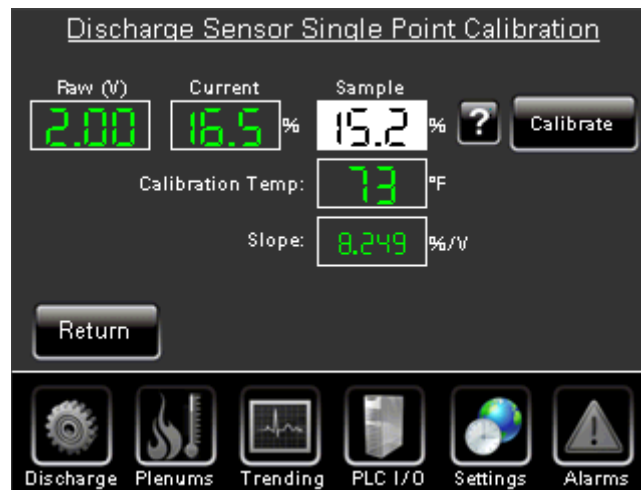 Discharge Sensor Single Point Calibration
Raw (V) Current Sample
2.00 16.5 % 15.2 % ? Calibrate
Calibration Temp: 73 °F
Slope: 8.249 %/V
Return
Discharge Plenums Trending PLC I/O Settings Alarms